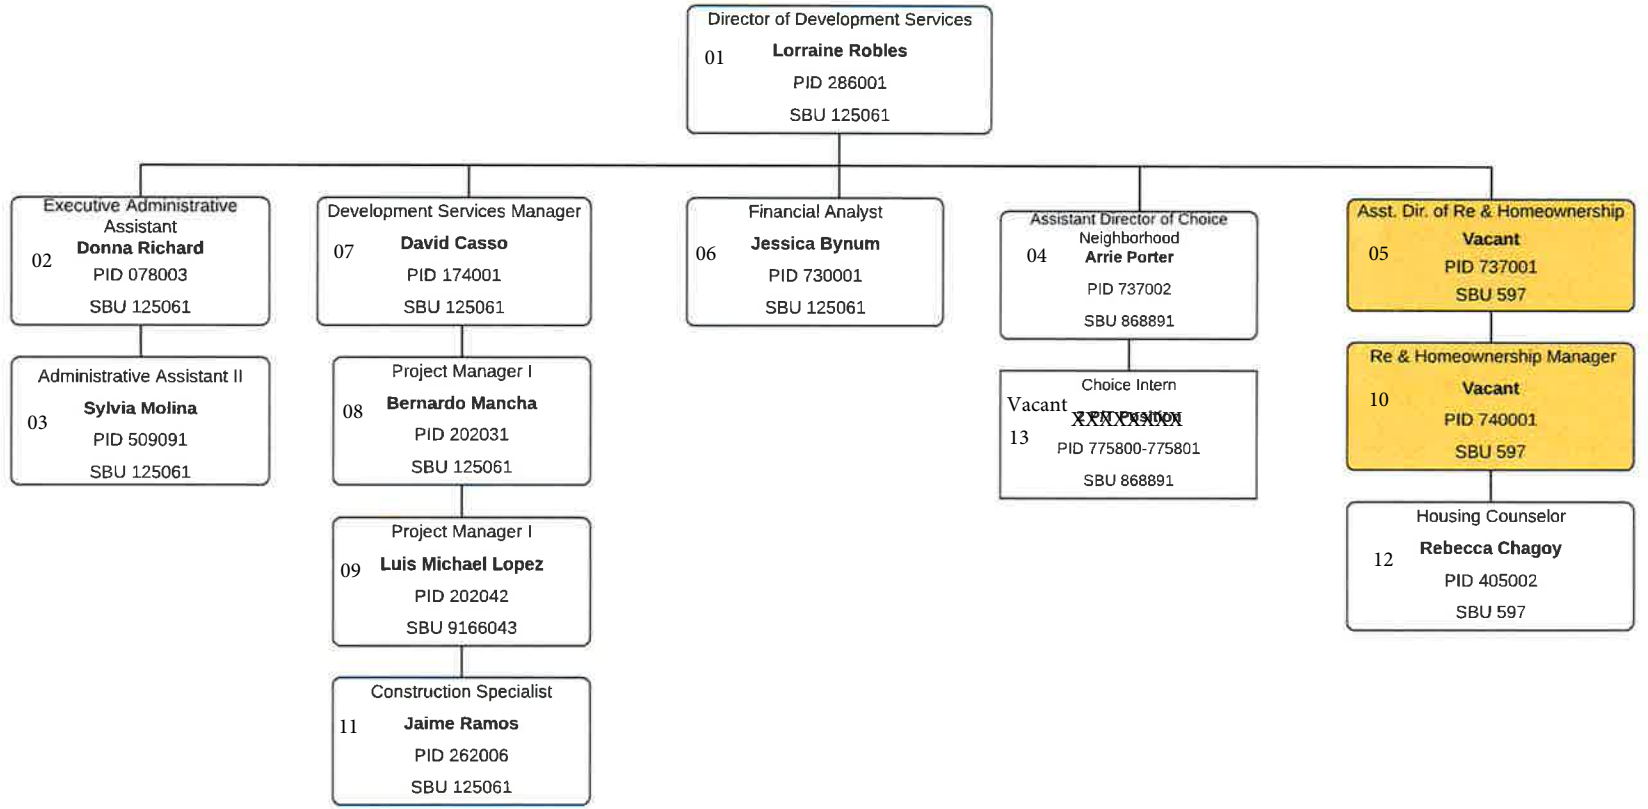 Director of Development Services
01
Lorraine Robles
PID 286001
SBU 125061
Executive Administrative
Assistant
02
Donna Richard
PID 078003
SBU 125061
Development Services Manager
07
David Casso
PID 174001
SBU 125061
Financial Analyst
06
Jessica Bynum
PID 730001
SBU 125061
Assistant Director of Choice
Neighborhood
04
Arrie Porter
PID 737002
SBU 868891
Asst. Dir. of Re & Homeownership
05
Vacant
PID 737001
SBU 597
Administrative Assistant II
03
Sylvia Molina
PID 509091
SBU 125061
Project Manager I
08
Bernardo Mancha
PID 202031
SBU 125061
Choice Intern
Vacant
XXXXXXXXX
13
PID 775800-775801
SBU 868891
Re & Homeownership Manager
10
Vacant
PID 740001
SBU 597
Project Manager I
09
Luis Michael Lopez
PID 202042
SBU 9166043
Housing Counselor
12
Rebecca Chagoy
PID 405002
SBU 597
Construction Specialist
11
Jaime Ramos
PID 262006
SBU 125061